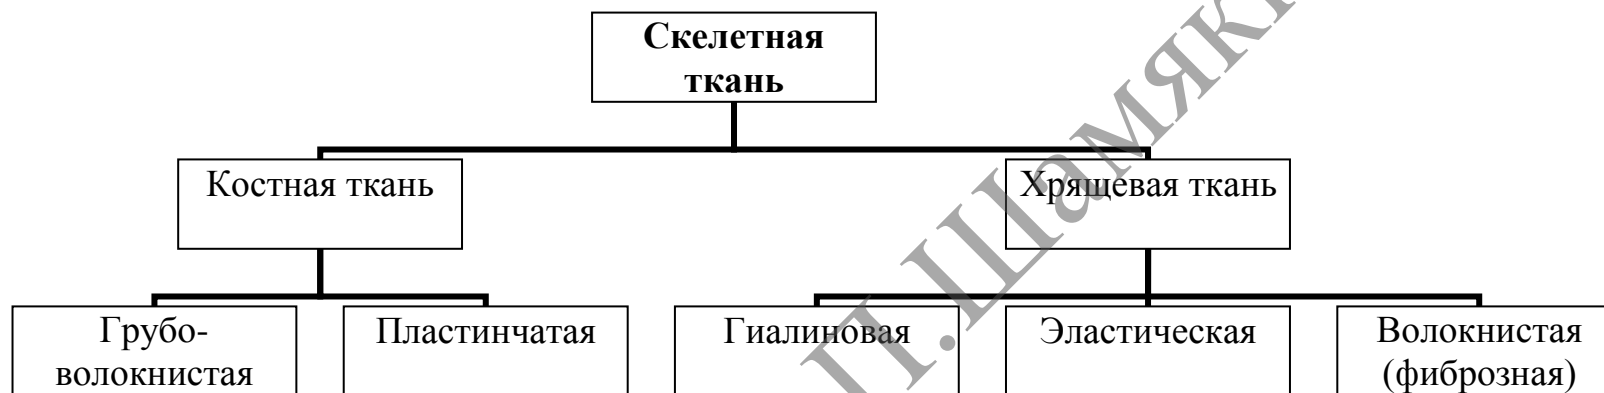 Скелетная
ткань
Костная ткань
Хрящевая ткань
Грубо-
волокнистая
Пластинчатая
Гиалиновая
Эластическая
Волокнистая
(фиброзная)